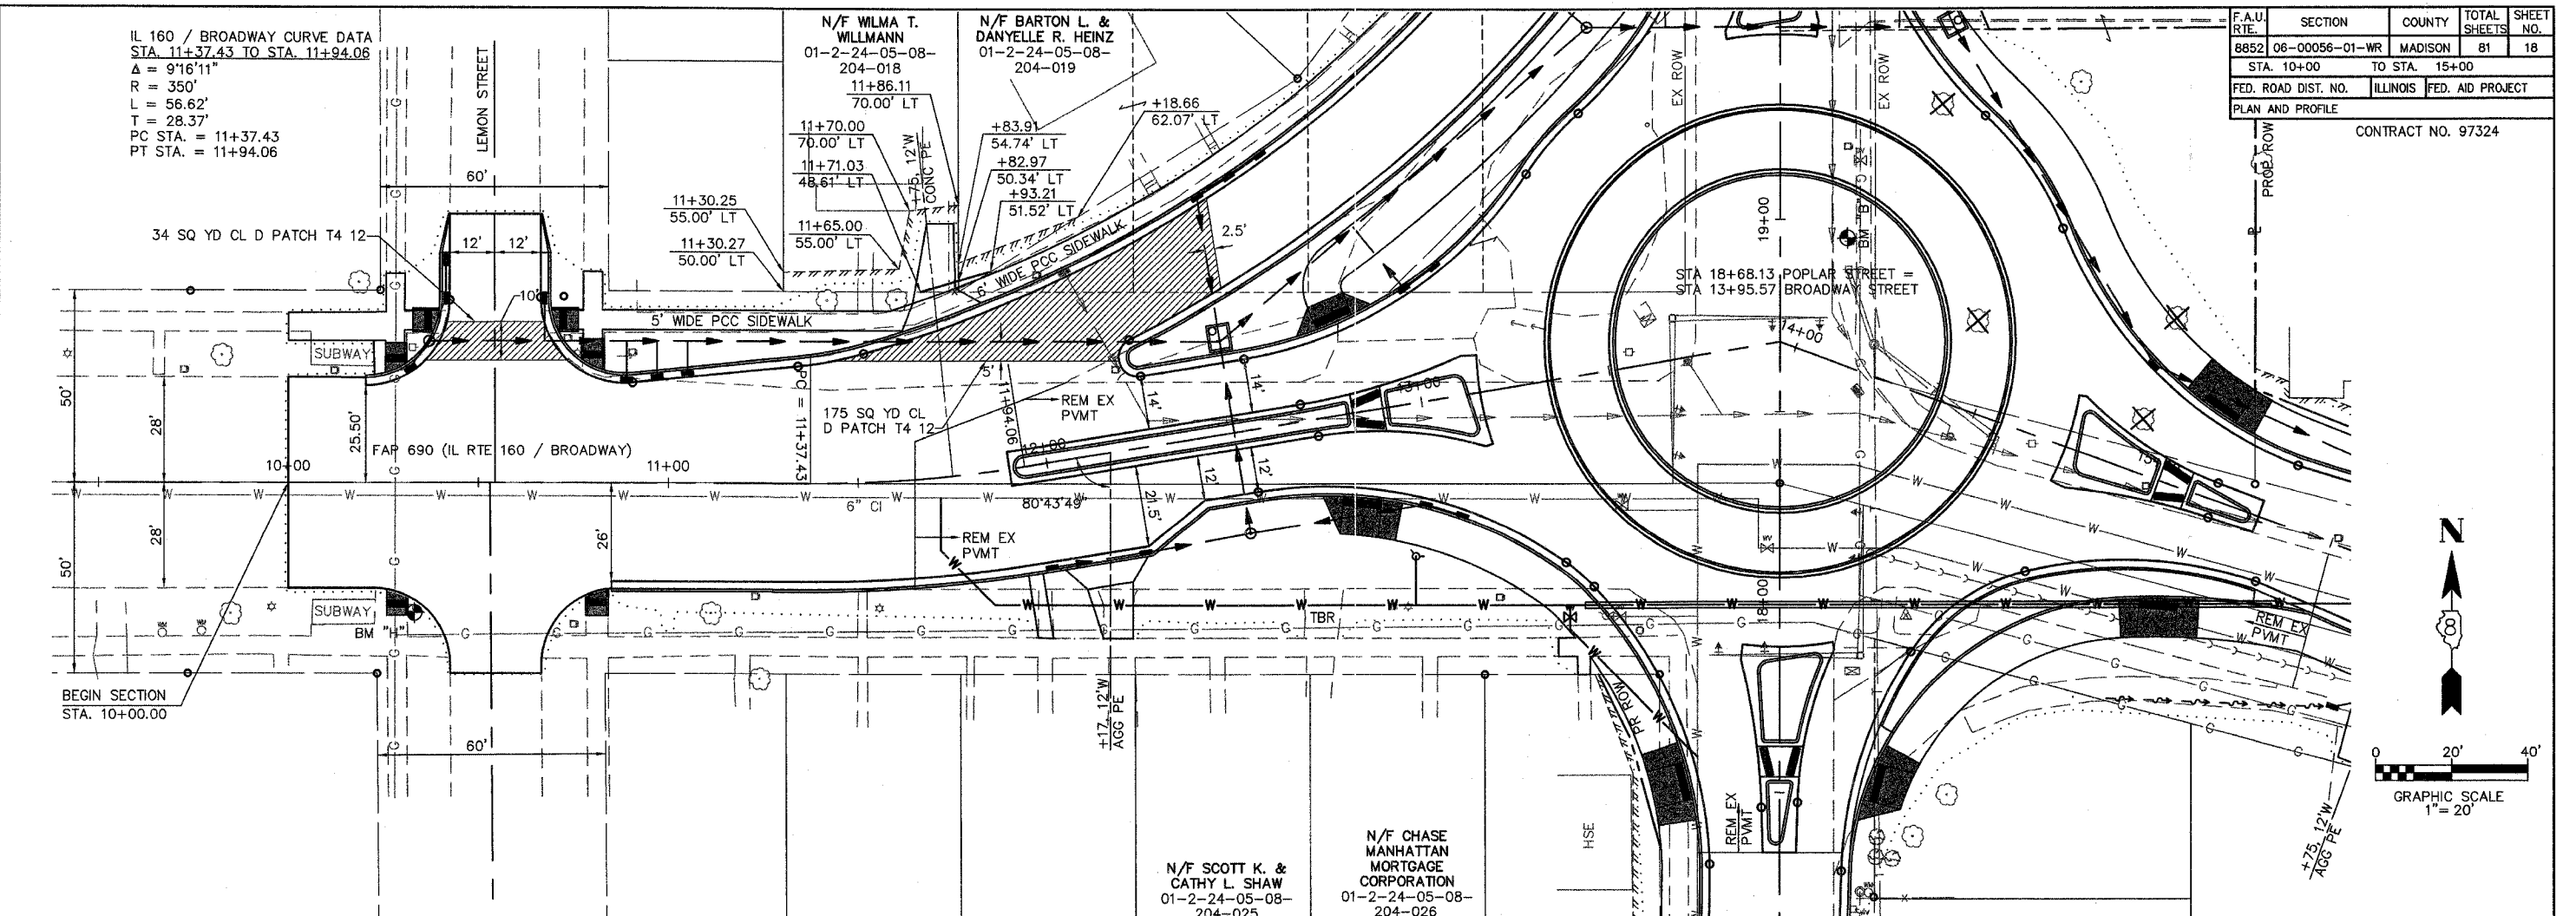 IL 160 / BROADWAY CURVE DATA
STA. 11+37.43 TO STA. 11+94.06
Δ = 9°16'11"
R = 350'
L = 56.62'
T = 28.37'
PC STA. = 11+37.43
PT STA. = 11+94.06
LEMON STREET
60'
34 SQ YD CL D PATCH T4 12
12'
12'
10'
N/F WILMA T.
WILLMANN
01-2-24-05-08-
204-018
N/F BARTON L. &
DANYELLE R. HEINZ
01-2-24-05-08-
204-019
11+86.11
70.00' LT
11+70.00
70.00' LT
11+71.03
48.61' LT
11+65.00
55.00' LT
11+30.25
55.00' LT
11+30.27
50.00' LT
+75, 12'W
CONC PE
+83.91
54.74' LT
+82.97
50.34' LT
+93.21
51.52' LT
+18.66
62.07' LT
2.5'
6' WIDE PCC SIDEWALK
5' WIDE PCC SIDEWALK
SUBWAY
50'
28'
25.50'
FAP 690 (IL RTE 160 / BROADWAY)
10+00
11+00
PC = 11+37.43
175 SQ YD CL
D PATCH T4 12
5'
11+94.06
REM EX
PVMT
12+00
14'
14'
13+00
12'
12'
21.5'
80°43'49"
6" CI
REM EX
PVMT
50'
28'
26'
SUBWAY
BM "H"
BEGIN SECTION
STA. 10+00.00
60'
TBR
+17, 12'W
AGG PE
N/F SCOTT K. &
CATHY L. SHAW
01-2-24-05-08-
204-025
N/F CHASE
MANHATTAN
MORTGAGE
CORPORATION
01-2-24-05-08-
204-026
HSE
PR ROW
REM EX
PVMT
18+00
19+00
14+00
STA 18+68.13 POPLAR STREET =
STA 13+95.57 BROADWAY STREET
BM "B"
EX ROW
EX ROW
PROP ROW
REM EX
PVMT
+75, 12'W
AGG PE
F.A.U.
RTE.
SECTION
COUNTY
TOTAL
SHEETS
SHEET
NO.
8852
06-00056-01-WR
MADISON
81
18
STA. 10+00 TO STA. 15+00
FED. ROAD DIST. NO.
ILLINOIS
FED. AID PROJECT
PLAN AND PROFILE
CONTRACT NO. 97324
N
0
20'
40'
GRAPHIC SCALE
1"= 20'